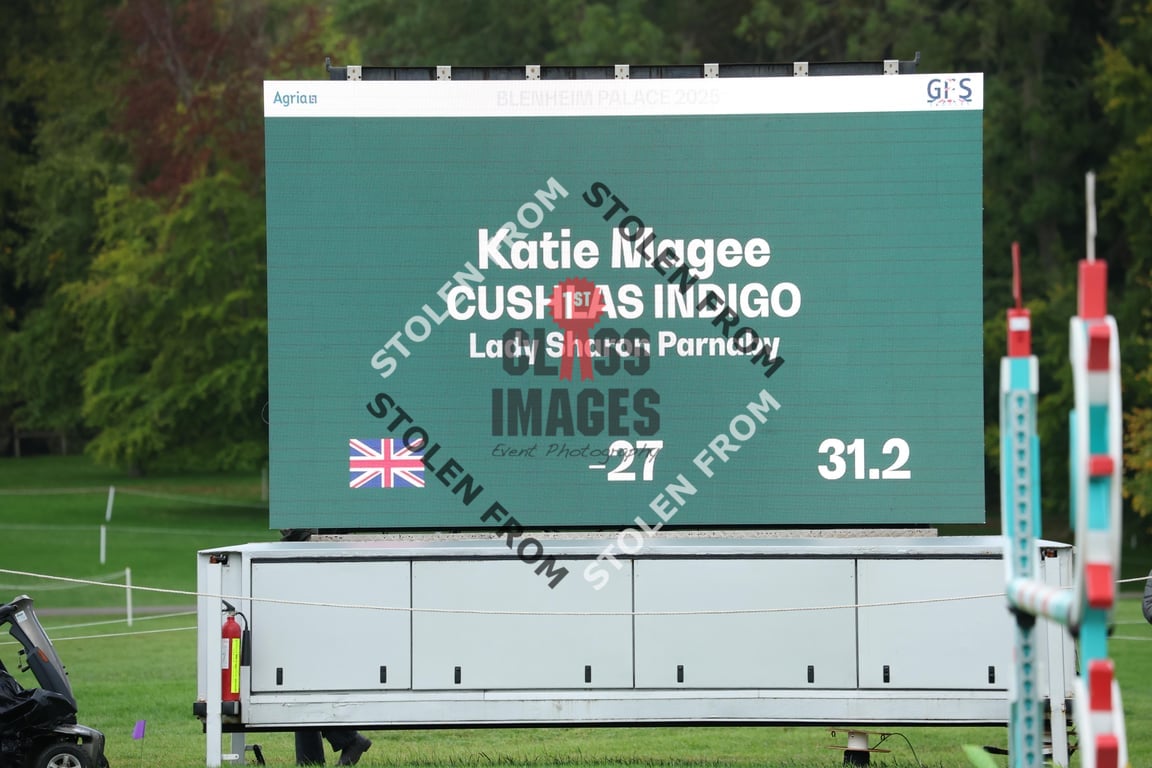 Agria
BLENHEIM PALACE 2025
GFS
Katie Magee
CUSHLAS INDIGO
Lady Sharon Parnaby
-27
31.2
STOLEN FROM
STOLEN FROM
STOLEN FROM
STOLEN FROM
1ST
CLASS
IMAGES
Event Photography